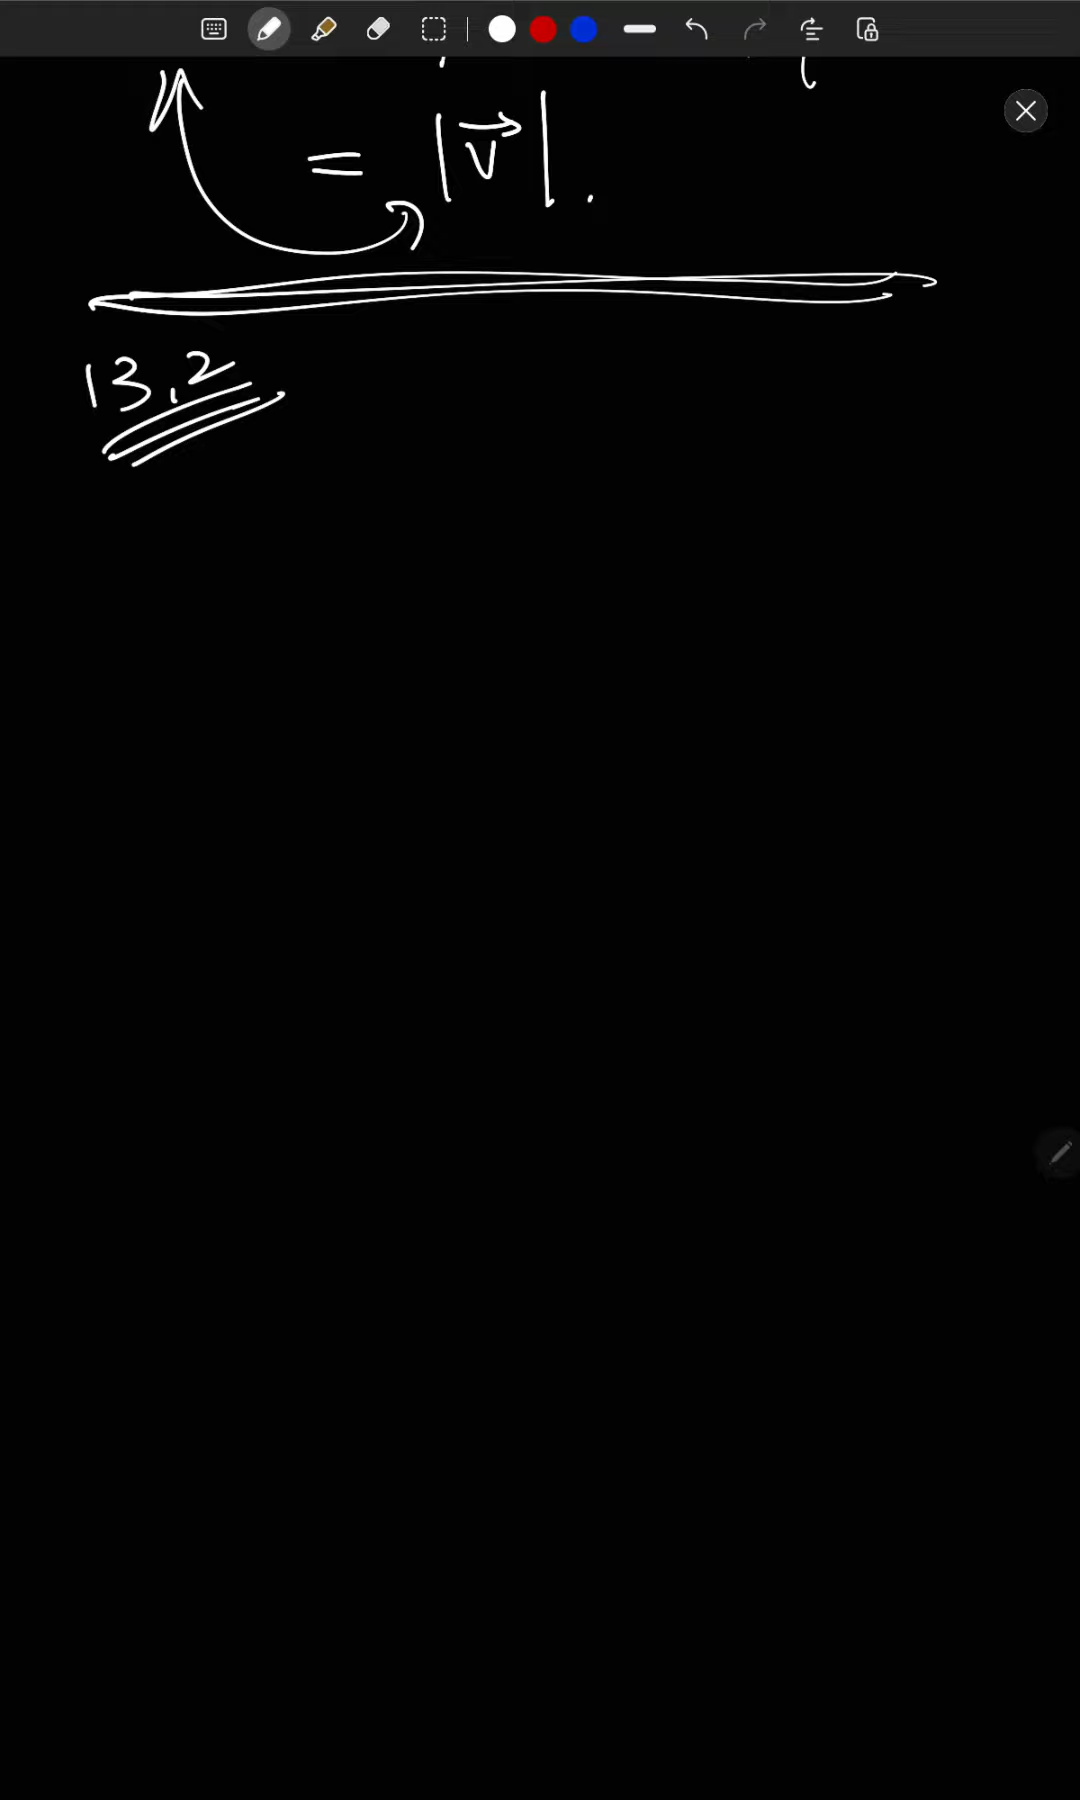 = |v⃗|.
13.2